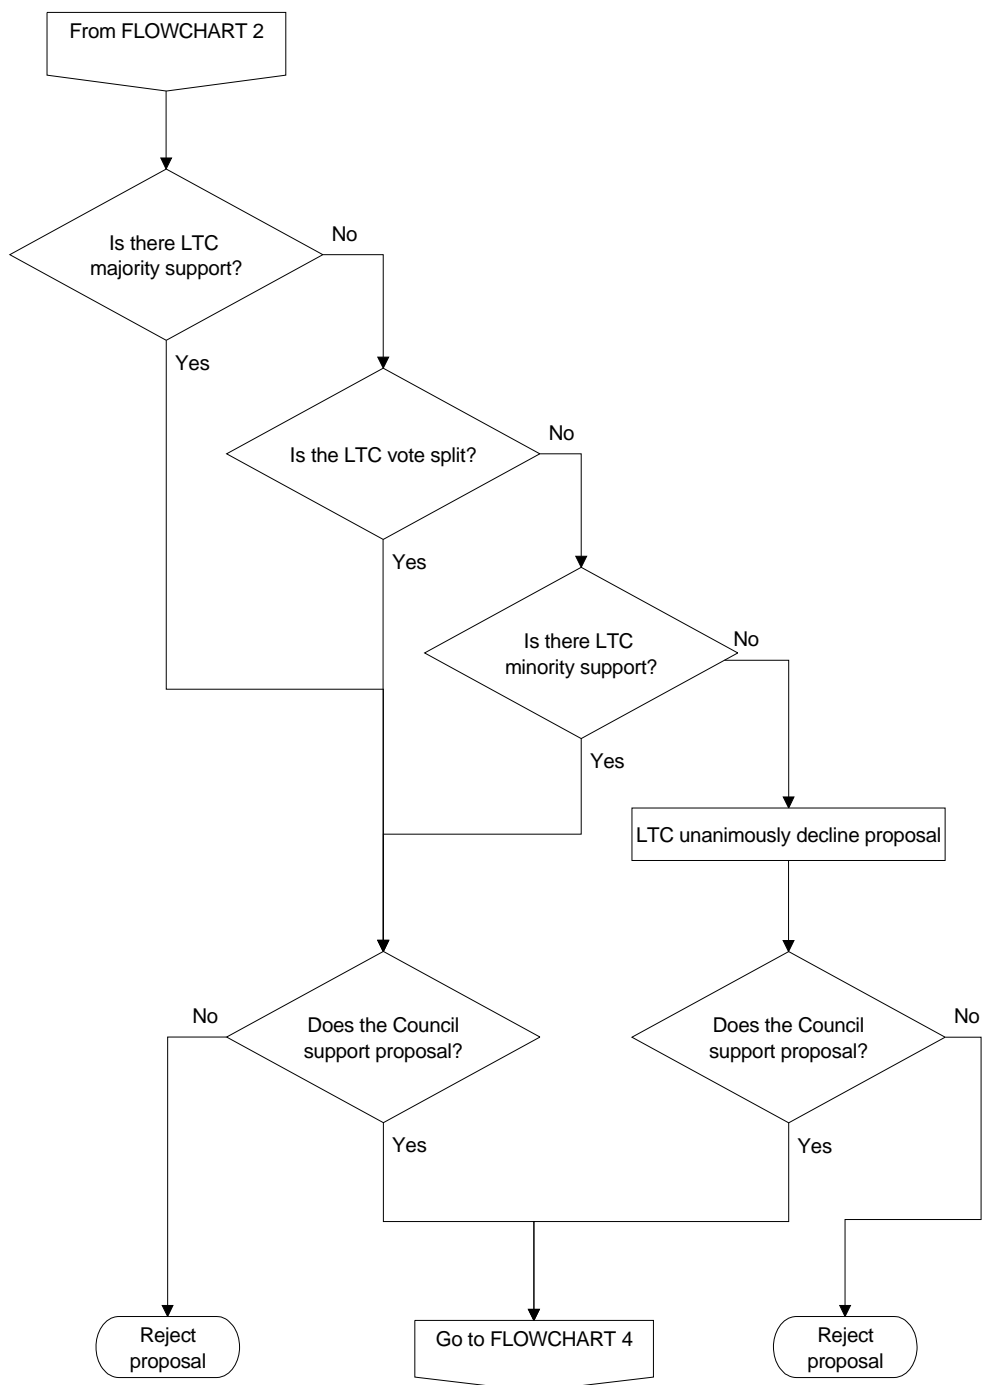 From FLOWCHART 2
Is there LTC
majority support?
No
Yes
Is the LTC vote split?
No
Yes
Is there LTC
minority support?
No
Yes
LTC unanimously decline proposal
No
Does the Council
support proposal?
Yes
Does the Council
support proposal?
No
Yes
Reject
proposal
Go to FLOWCHART 4
Reject
proposal